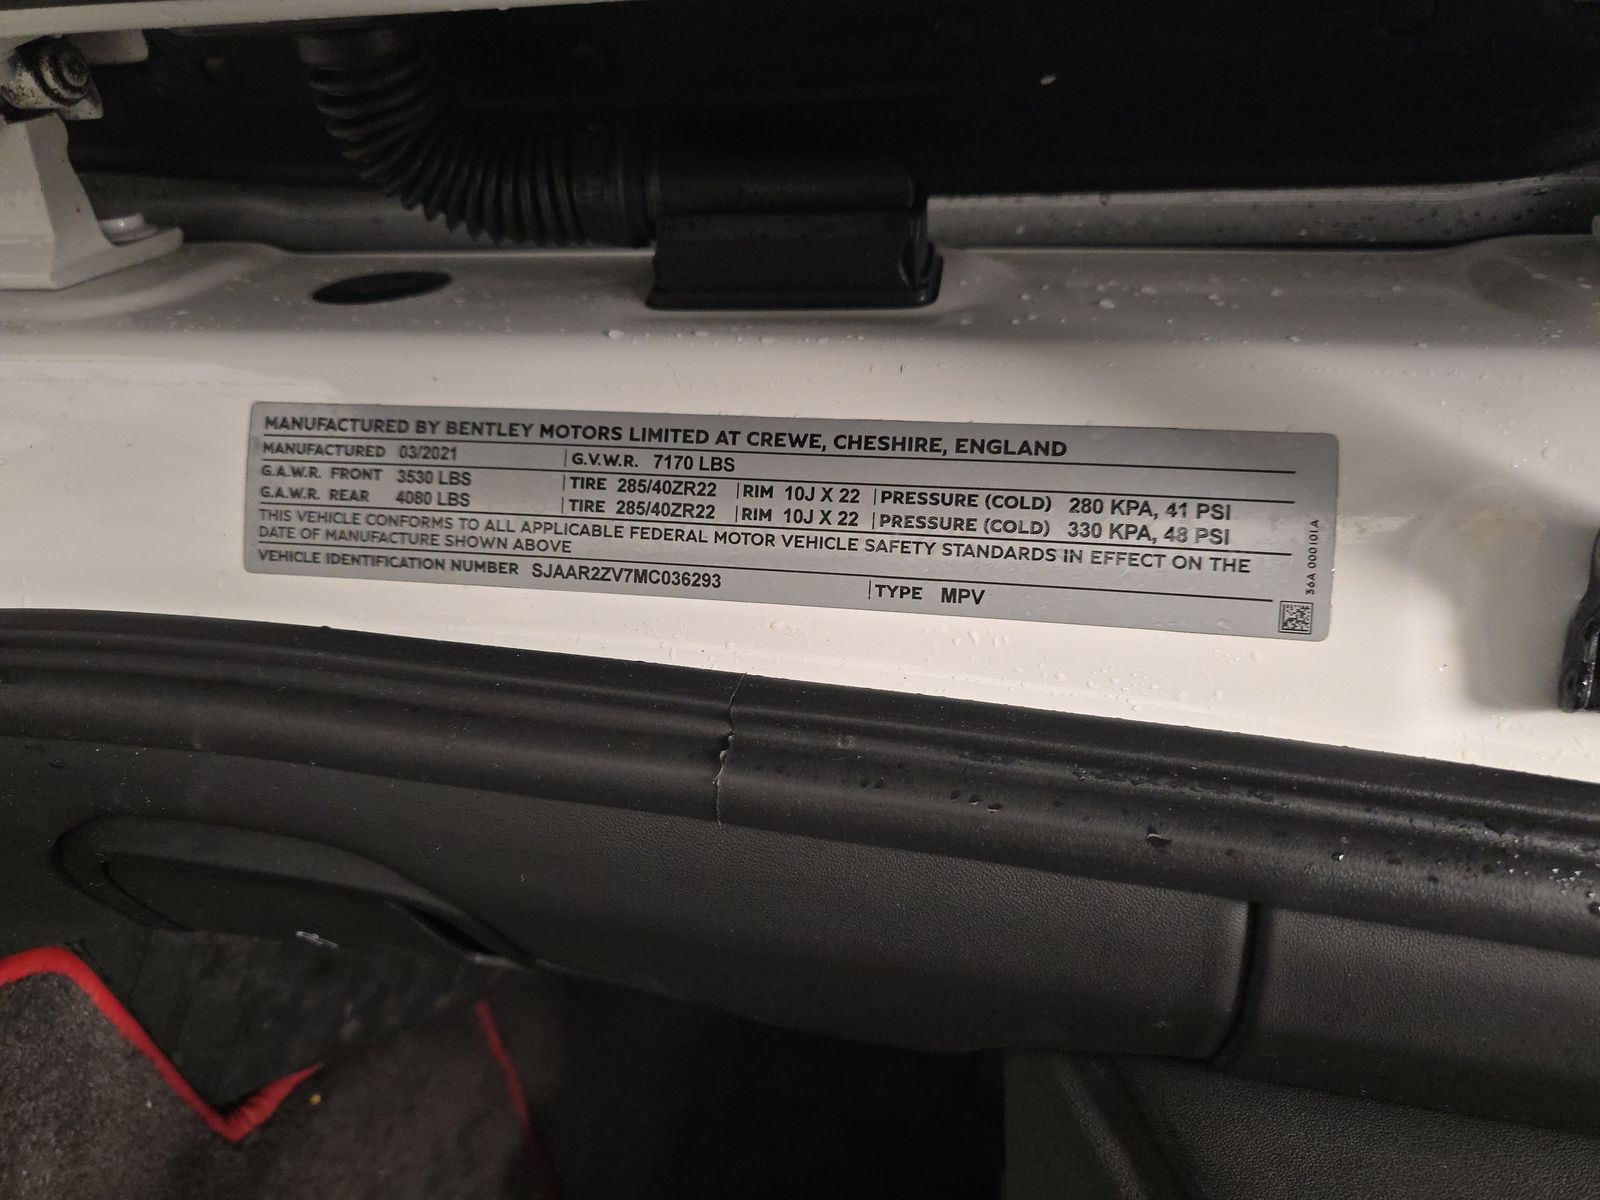 MANUFACTURED BY BENTLEY MOTORS LIMITED AT CREWE, CHESHIRE, ENGLAND
MANUFACTURED 03/2021 G.V.W.R. 7170 LBS
G.A.W.R. FRONT 3530 LBS TIRE 285/40ZR22 RIM 10J X 22 PRESSURE (COLD) 280 KPA, 41 PSI
G.A.W.R. REAR 4080 LBS TIRE 285/40ZR22 RIM 10J X 22 PRESSURE (COLD) 330 KPA, 48 PSI
THIS VEHICLE CONFORMS TO ALL APPLICABLE FEDERAL MOTOR VEHICLE SAFETY STANDARDS IN EFFECT ON THE
DATE OF MANUFACTURE SHOWN ABOVE
VEHICLE IDENTIFICATION NUMBER SJAAR2ZV7MC036293 TYPE MPV
36A 000101A